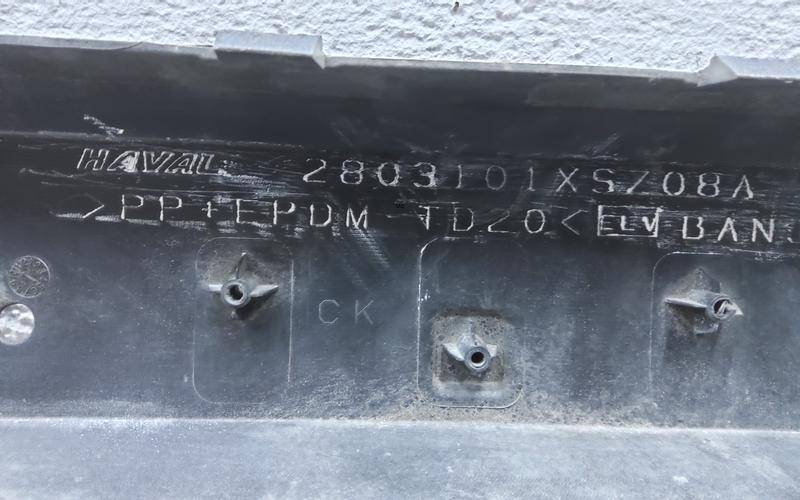 HAVAL 2803101XSZ08A
>PP+EPDM-TD20< ELV BAN
CK